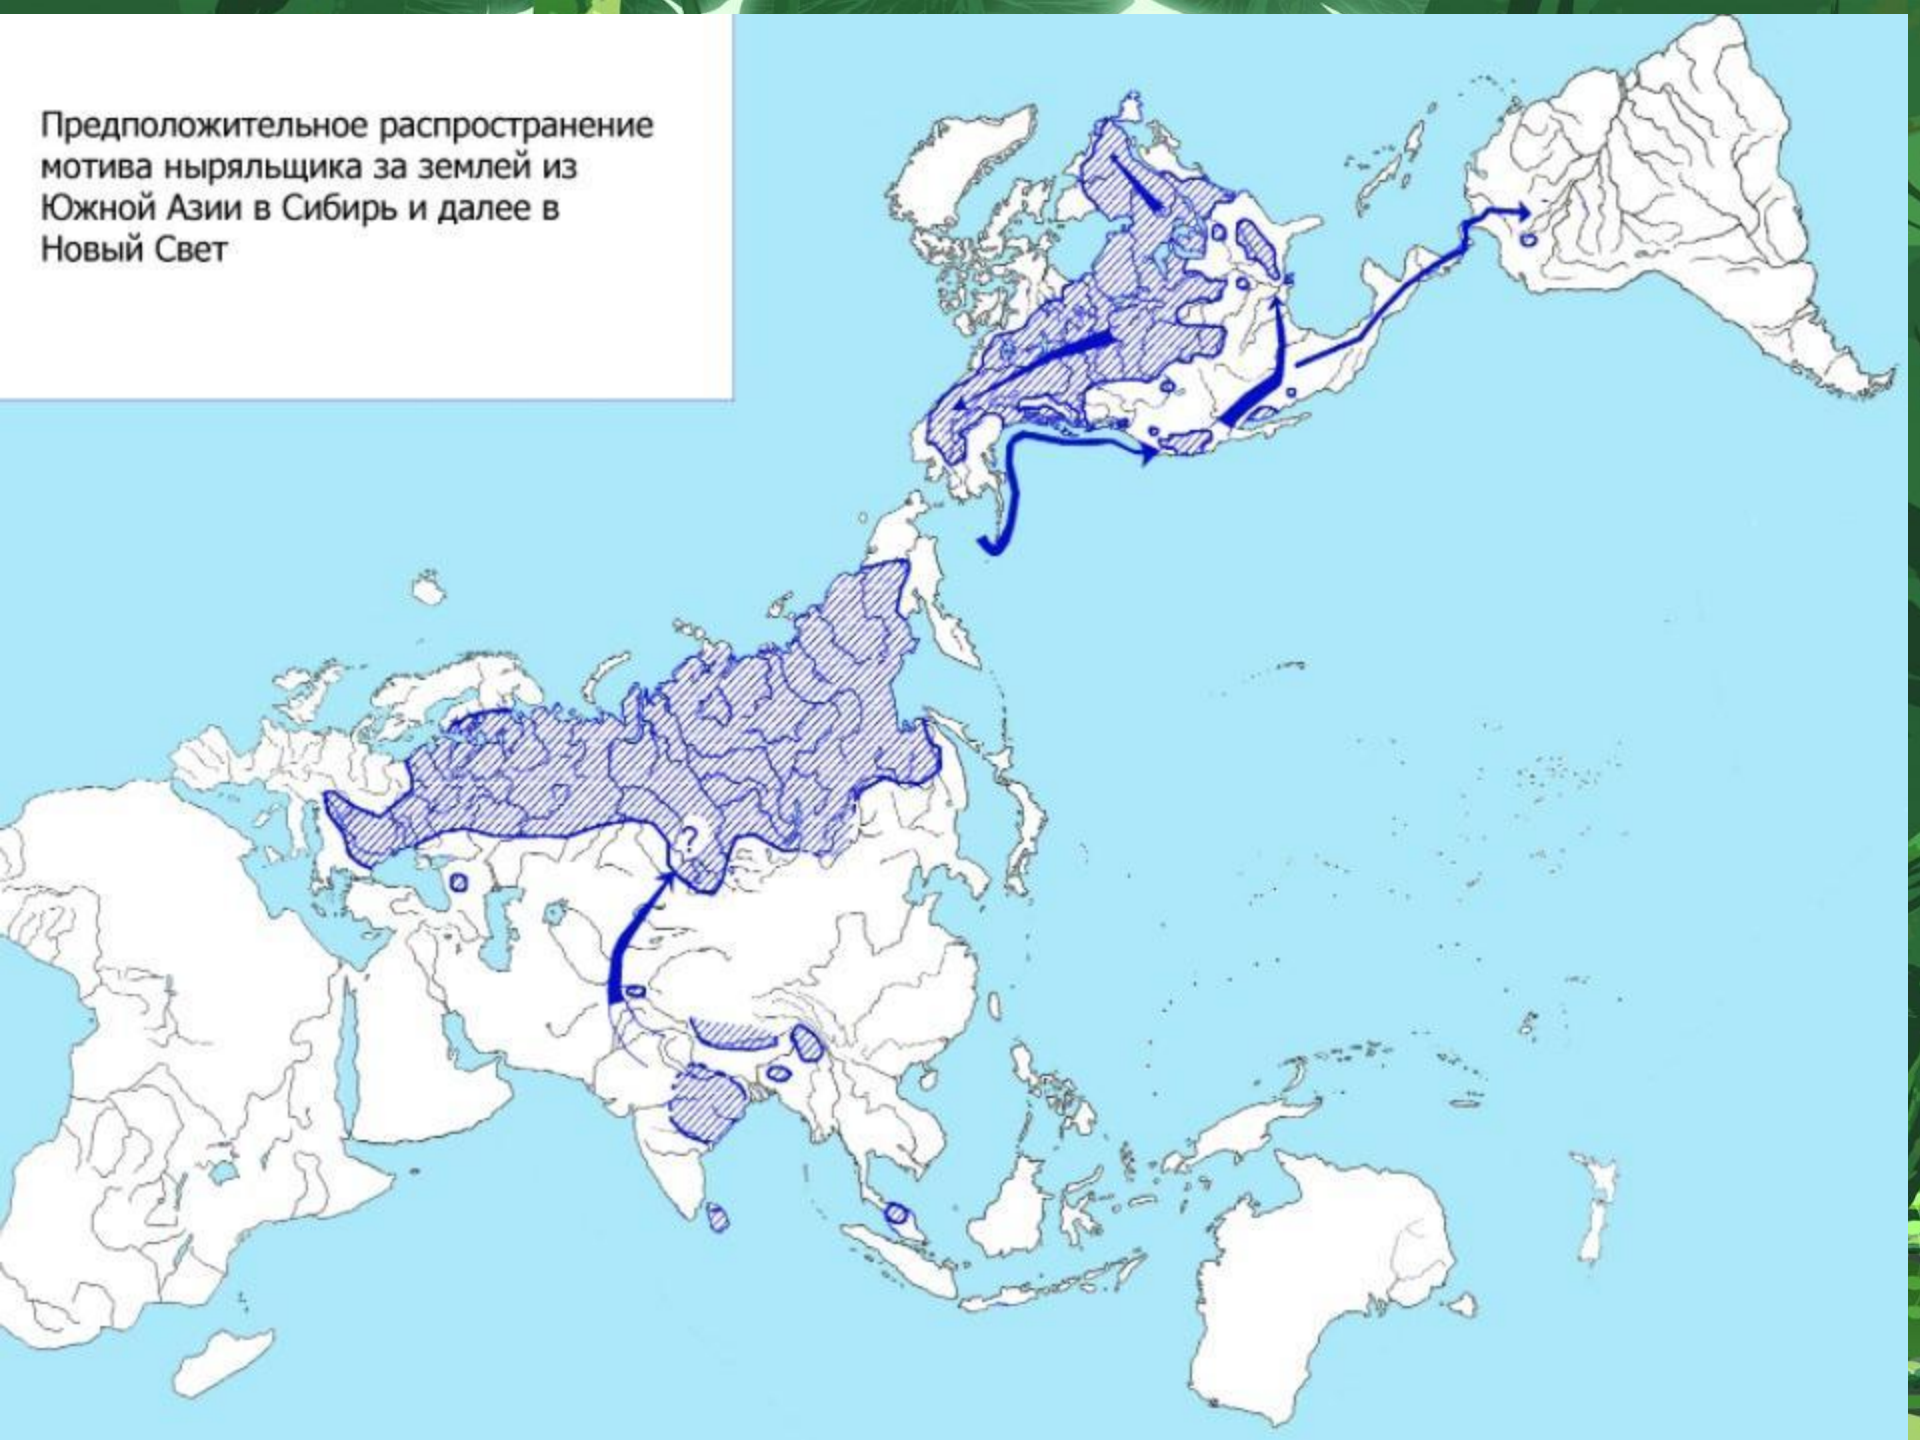 Предположительное распространение
мотива ныряльщика за землей из
Южной Азии в Сибирь и далее в
Новый Свет
?